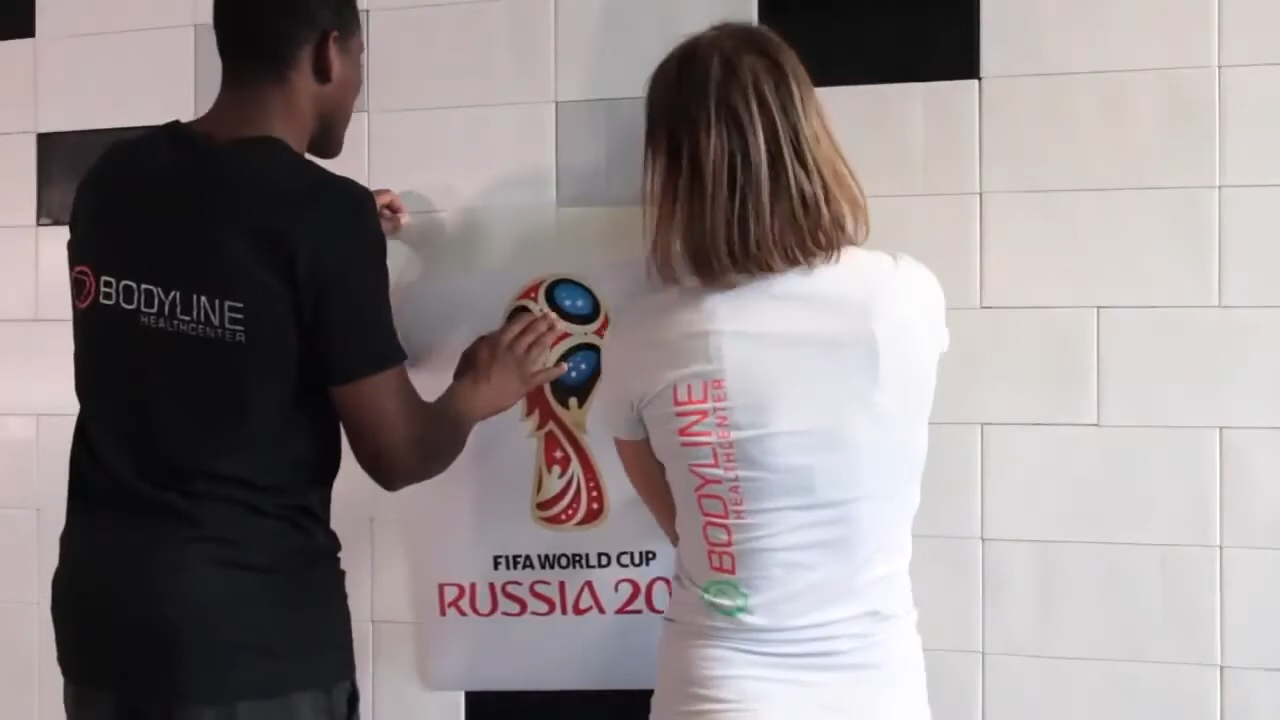 BODYLINE
HEALTHCENTER
FIFA WORLD CUP
RUSSIA 20
BODYLINE
HEALTHCENTER